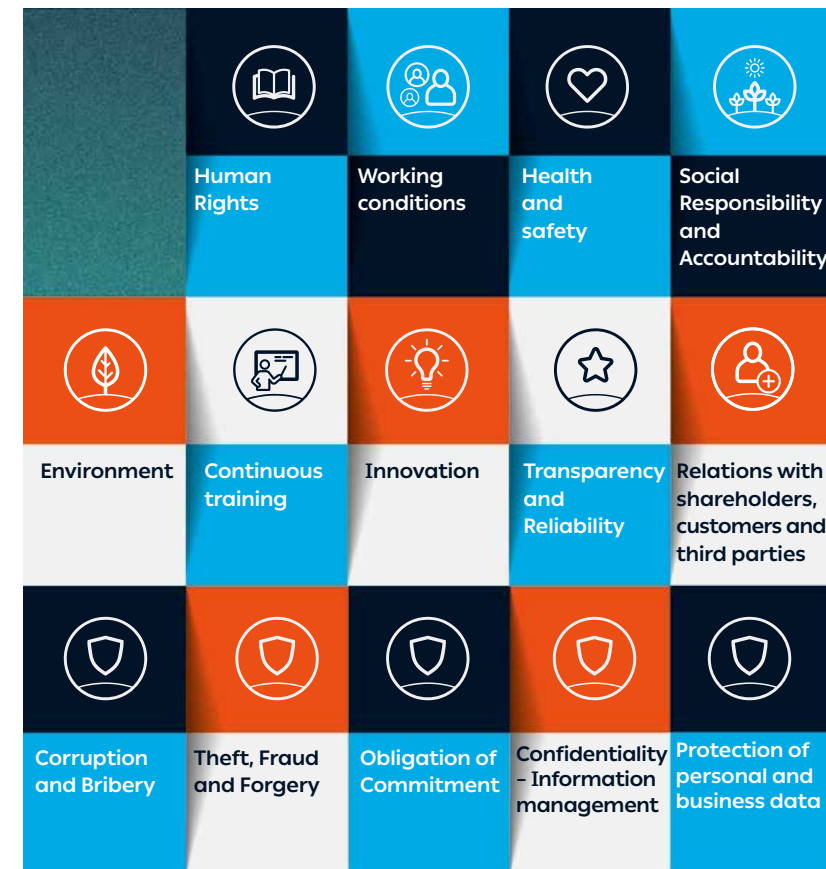 Human
Rights
Working
conditions
Health
and
safety
Social
Responsibility
and
Accountability
Environment
Continuous
training
Innovation
Transparency
and
Reliability
Relations with
shareholders,
customers and
third parties
Corruption
and Bribery
Theft, Fraud
and Forgery
Obligation of
Commitment
Confidentiality
– Information
management
Protection of
personal and
business data